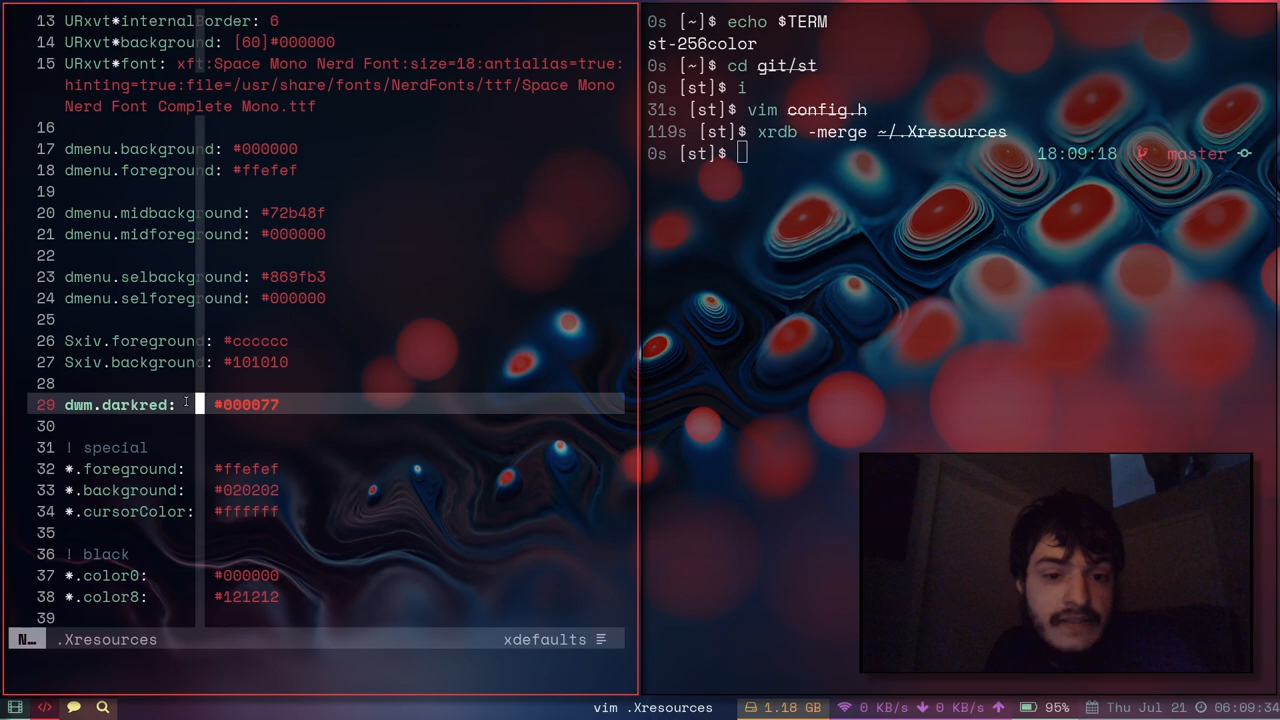 13 URxvt*internalBorder: 6
14 URxvt*background: [60]#000000
15 URxvt*font: xft:Space Mono Nerd Font:size=18:antialias=true:
hinting=true:file=/usr/share/fonts/NerdFonts/ttf/Space Mono
Nerd Font Complete Mono.ttf
16
17 dmenu.background: #000000
18 dmenu.foreground: #ffefef
19
20 dmenu.midbackground: #72b48f
21 dmenu.midforeground: #000000
22
23 dmenu.selbackground: #869fb3
24 dmenu.selforeground: #000000
25
26 Sxiv.foreground: #cccccc
27 Sxiv.background: #101010
28
29 dwm.darkred: #000077
30
31 ! special
32 *.foreground: #ffefef
33 *.background: #020202
34 *.cursorColor: #ffffff
35
36 ! black
37 *.color0: #000000
38 *.color8: #121212
39
N… .Xresources xdefaults
0s [~]$ echo $TERM
st-256color
0s [~]$ cd git/st
0s [st]$ i
31s [st]$ vim config.h
119s [st]$ xrdb -merge ~/.Xresources
0s [st]$ 18:09:18 master
vim .Xresources 1.18 GB 0 KB/s 0 KB/s 95% Thu Jul 21 06:09:34